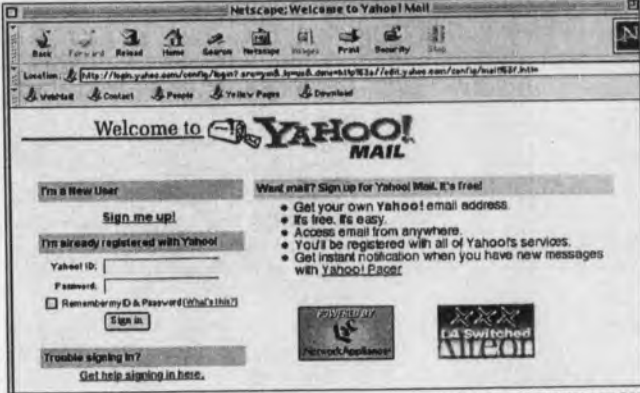 Netscape: Welcome to Yahoo! Mail
Back Forward Reload Home Search Netscape Images Print Security Stop
Location:
WebMail Contact People Yellow Pages Download
Welcome to YAHOO! MAIL
I'm a New User
Sign me up!
I'm already registered with Yahoo!
Yahoo! ID:
Password:
Remember my ID & Password (What's this?)
Sign in
Trouble signing in?
Get help signing in here.
Want mail? Sign up for Yahoo! Mail. It's free!
Get your own Yahoo! email address.
It's free. It's easy.
Access email from anywhere.
You'll be registered with all of Yahoo!'s services.
Get instant notification when you have new messages
with Yahoo! Pager
POWERED BY
Network Appliance
LA Switched